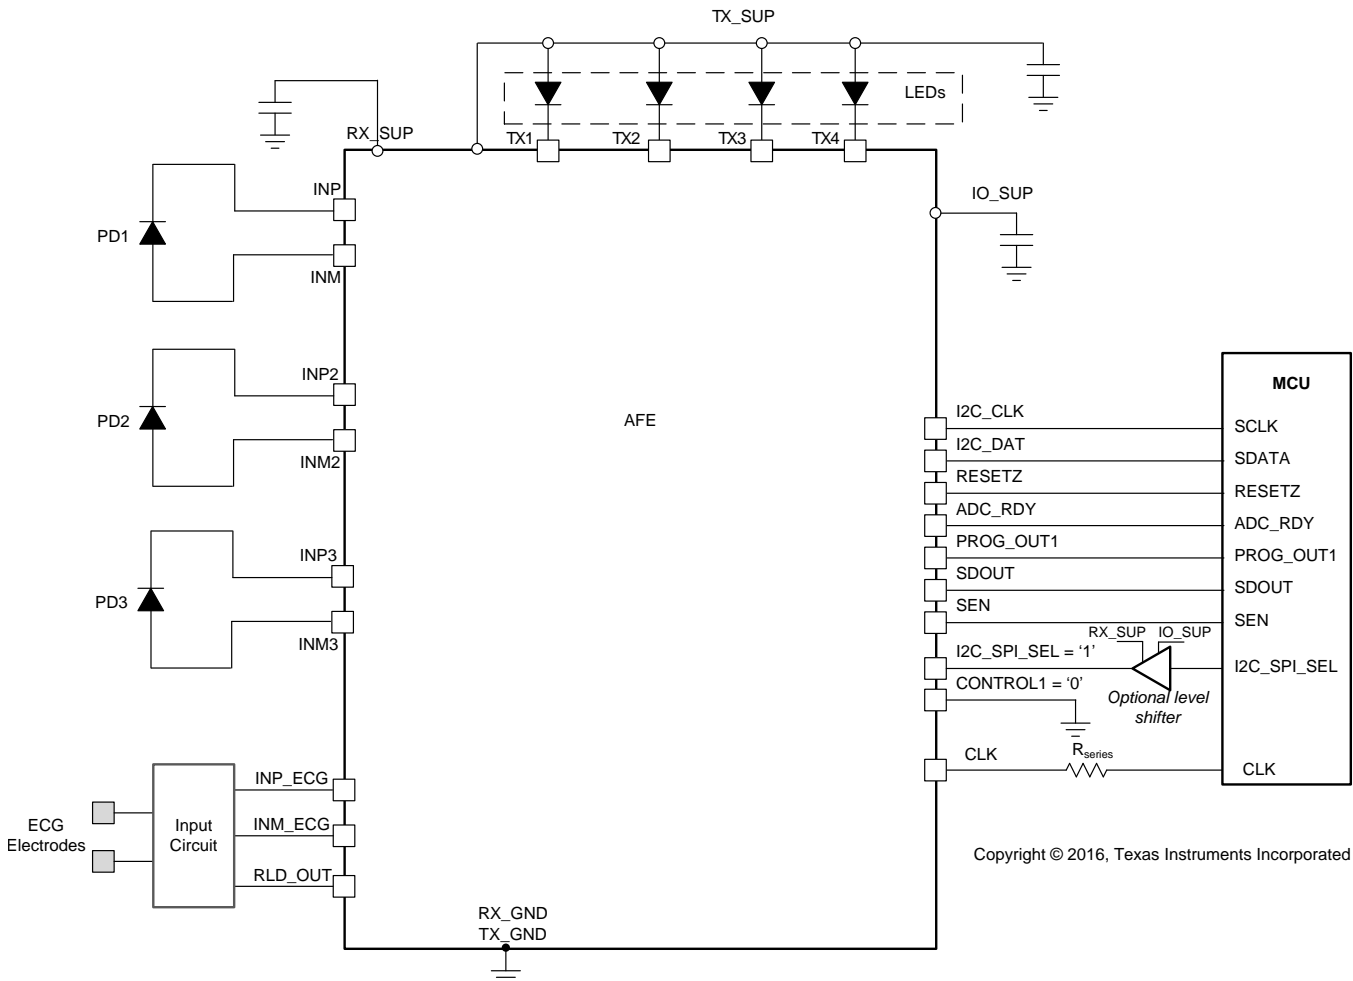 TX_SUP
LEDs
RX_SUP
TX1
TX2
TX3
TX4
INP
PD1
INM
IO_SUP
INP2
PD2
INM2
AFE
MCU
I2C_CLK
SCLK
I2C_DAT
SDATA
RESETZ
RESETZ
ADC_RDY
ADC_RDY
PROG_OUT1
PROG_OUT1
SDOUT
SDOUT
SEN
SEN
INP3
PD3
INM3
RX_SUP
IO_SUP
I2C_SPI_SEL = ‘1’
I2C_SPI_SEL
CONTROL1 = ‘0’
Optional level
shifter
CLK
Rseries
CLK
INP_ECG
ECG
Electrodes
Input
Circuit
INM_ECG
RLD_OUT
Copyright © 2016, Texas Instruments Incorporated
RX_GND
TX_GND